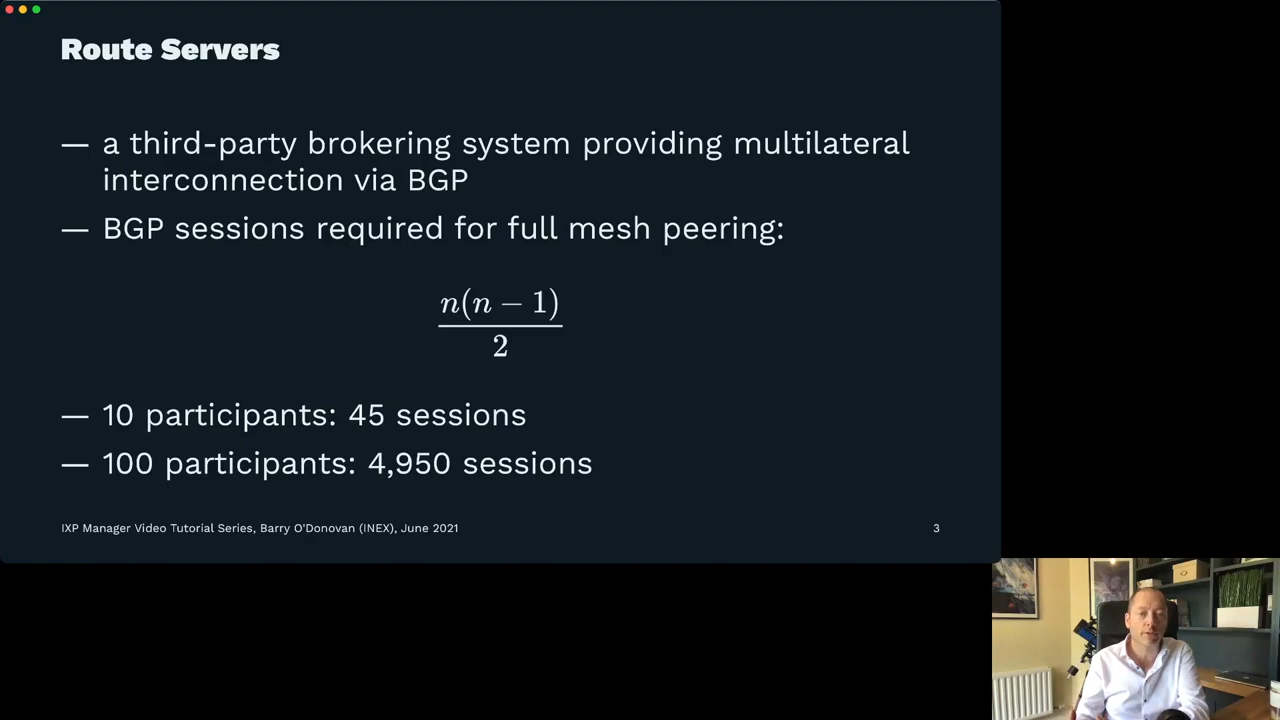 Route Servers
— a third-party brokering system providing multilateral
interconnection via BGP
— BGP sessions required for full mesh peering:
n(n − 1)
2
— 10 participants: 45 sessions
— 100 participants: 4,950 sessions
IXP Manager Video Tutorial Series, Barry O'Donovan (INEX), June 2021
3